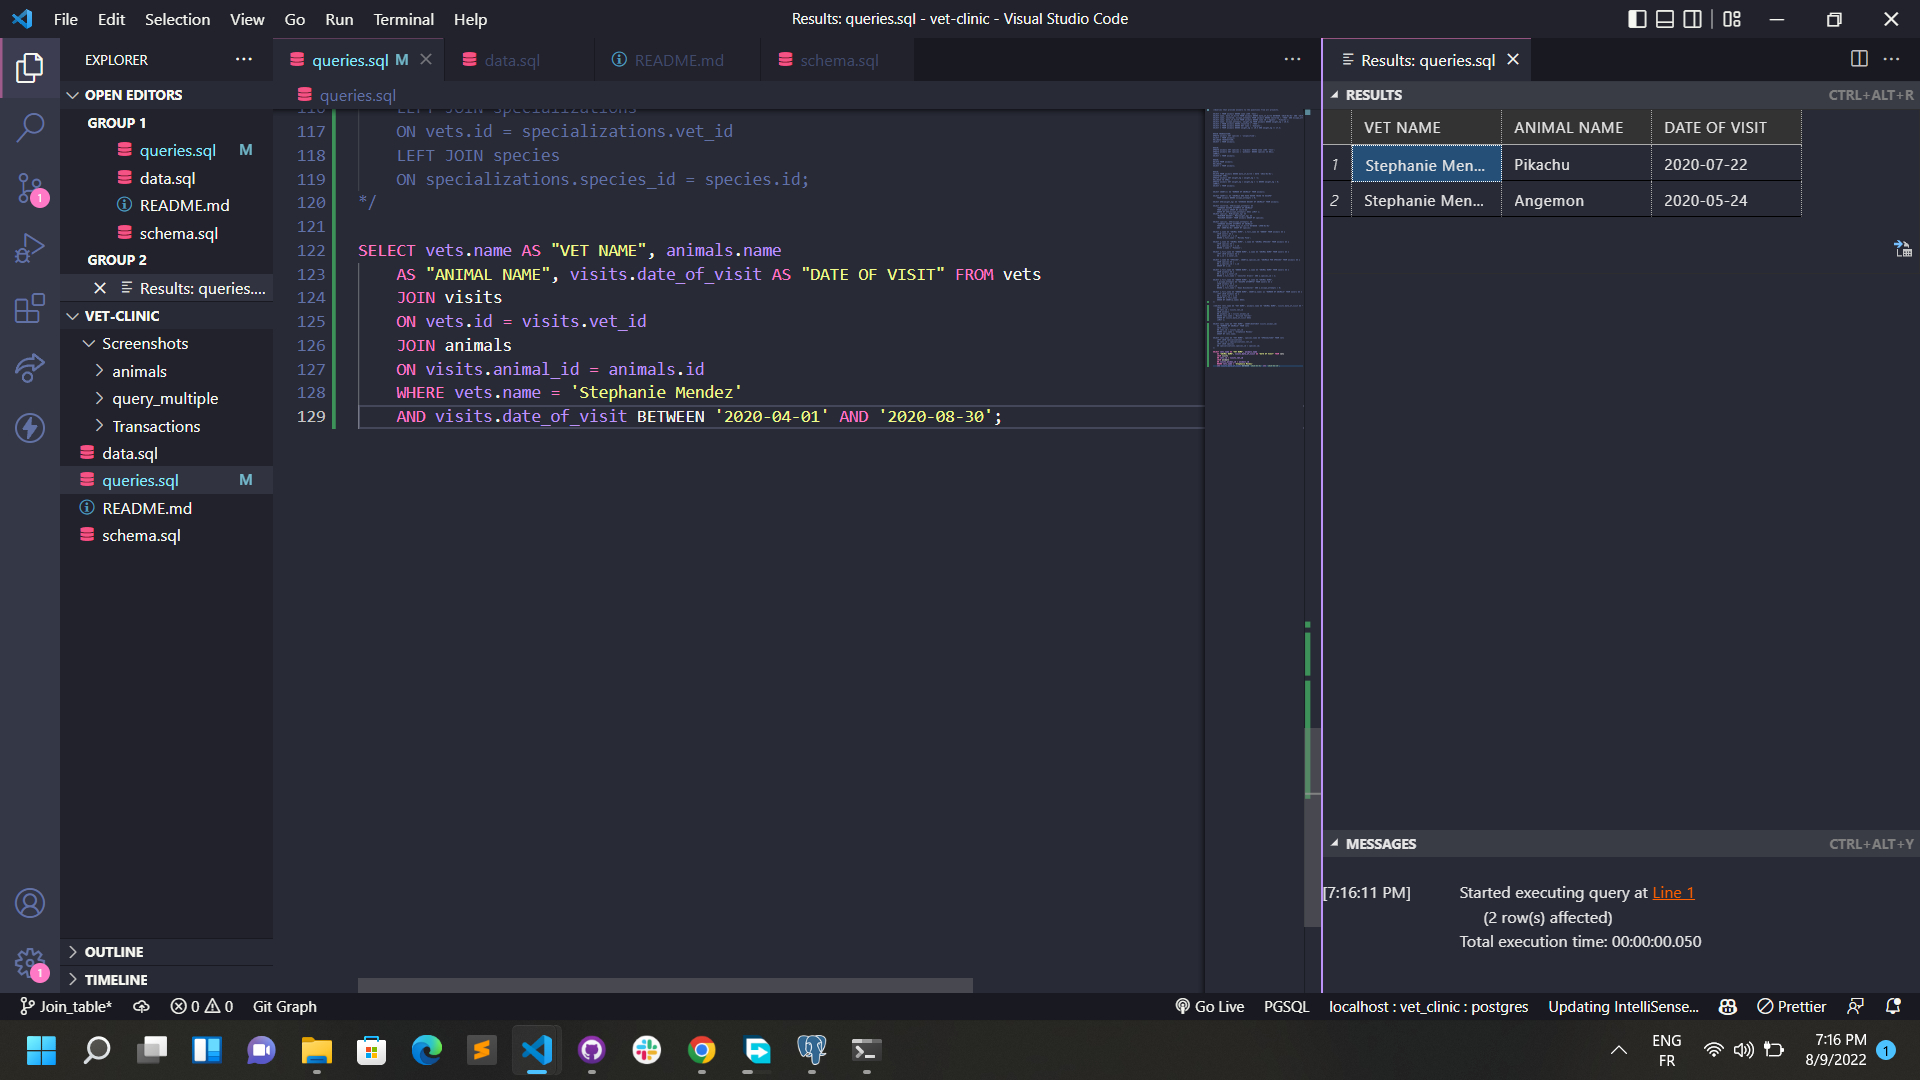 File Edit Selection View Go Run Terminal Help
Results: queries.sql - vet-clinic - Visual Studio Code
EXPLORER
OPEN EDITORS
GROUP 1
queries.sql M
data.sql
README.md
schema.sql
GROUP 2
Results: queries....
VET-CLINIC
Screenshots
animals
query_multiple
Transactions
data.sql
queries.sql M
README.md
schema.sql
OUTLINE
TIMELINE
1
1
queries.sql M
data.sql
README.md
schema.sql
queries.sql
116 LEFT JOIN specializations
117 ON vets.id = specializations.vet_id
118 LEFT JOIN species
119 ON specializations.species_id = species.id;
120 */
121
122 SELECT vets.name AS "VET NAME", animals.name
123 AS "ANIMAL NAME", visits.date_of_visit AS "DATE OF VISIT" FROM vets
124 JOIN visits
125 ON vets.id = visits.vet_id
126 JOIN animals
127 ON visits.animal_id = animals.id
128 WHERE vets.name = 'Stephanie Mendez'
129 AND visits.date_of_visit BETWEEN '2020-04-01' AND '2020-08-30';
Results: queries.sql
RESULTS CTRL+ALT+R
VET NAME ANIMAL NAME DATE OF VISIT
1 Stephanie Men... Pikachu 2020-07-22
2 Stephanie Men... Angemon 2020-05-24
MESSAGES CTRL+ALT+Y
[7:16:11 PM] Started executing query at Line 1
(2 row(s) affected)
Total execution time: 00:00:00.050
Join_table* 0 0 Git Graph
Go Live PGSQL localhost : vet_clinic : postgres Updating IntelliSense... Prettier
ENG
FR
7:16 PM
8/9/2022
1